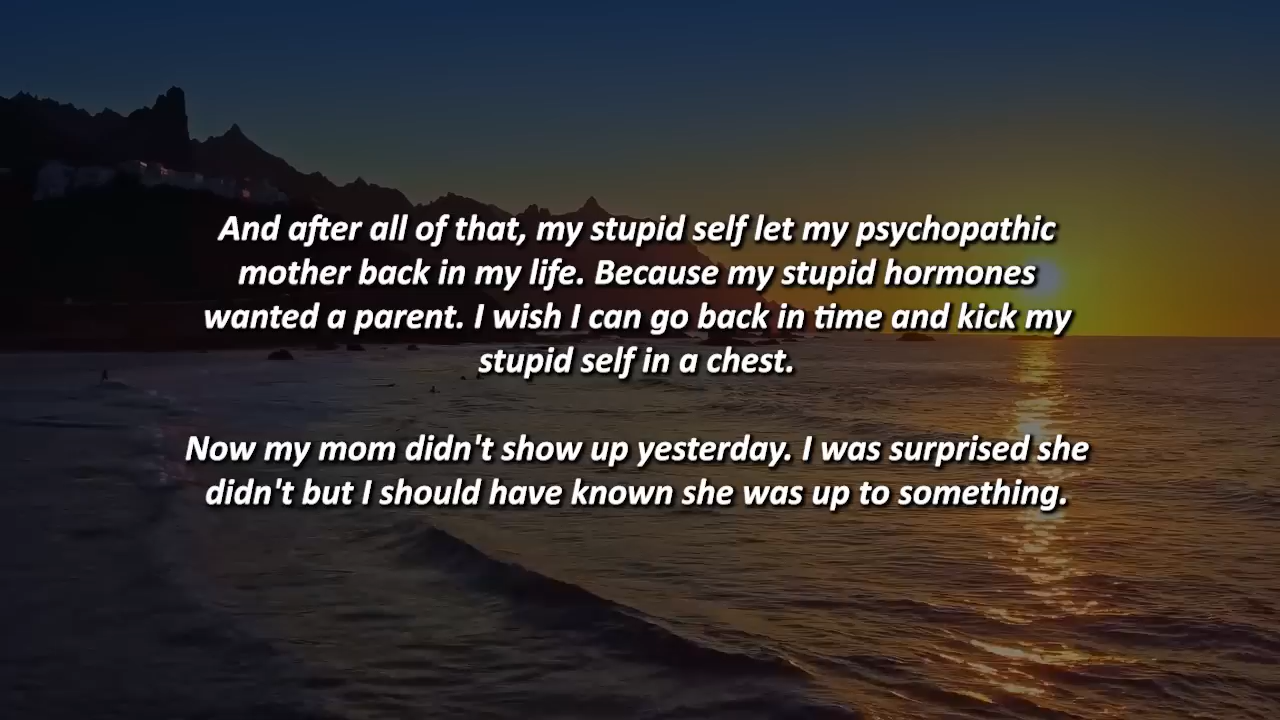 And after all of that, my stupid self let my psychopathic
mother back in my life. Because my stupid hormones
wanted a parent. I wish I can go back in time and kick my
stupid self in a chest.
Now my mom didn't show up yesterday. I was surprised she
didn't but I should have known she was up to something.